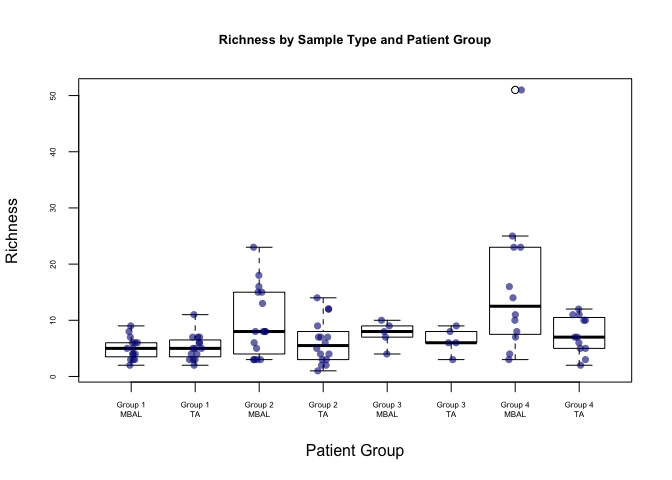 Richness by Sample Type and Patient Group
Richness
50
40
30
20
10
0
Group 1
MBAL
Group 1
TA
Group 2
MBAL
Group 2
TA
Group 3
MBAL
Group 3
TA
Group 4
MBAL
Group 4
TA
Patient Group